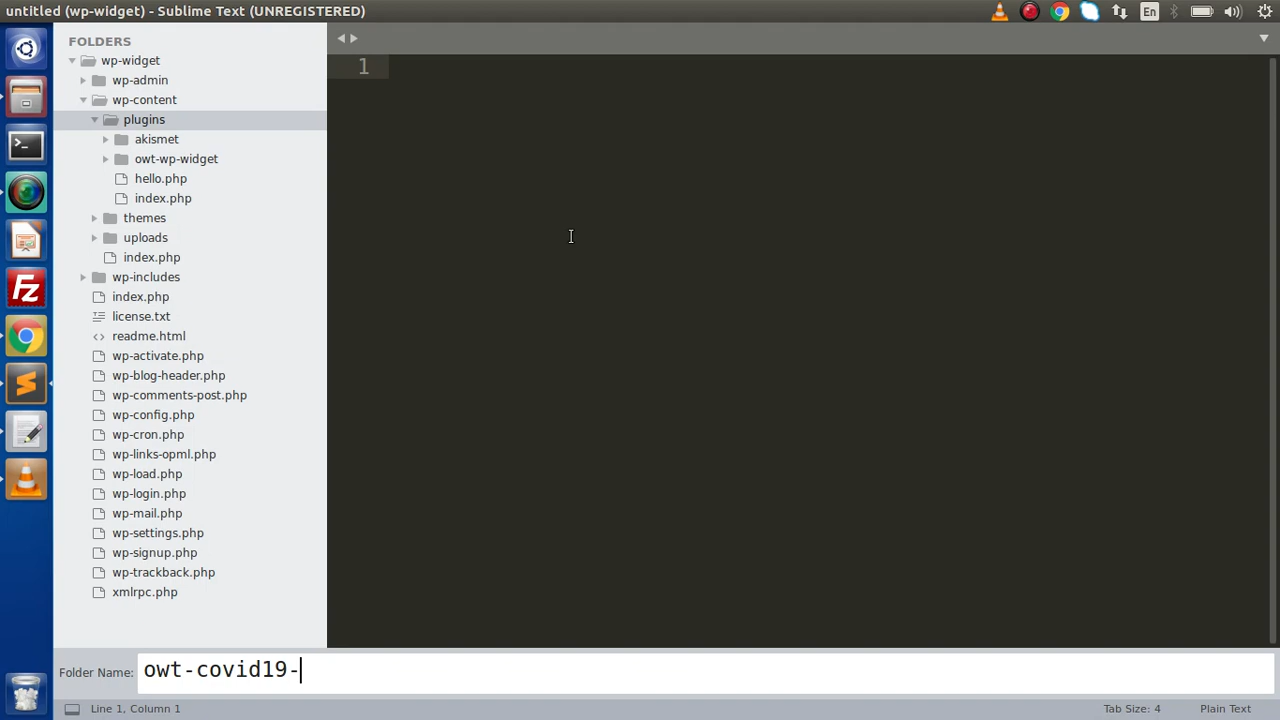 untitled (wp-widget) - Sublime Text (UNREGISTERED)
En
FOLDERS
wp-widget
wp-admin
wp-content
plugins
akismet
owt-wp-widget
hello.php
index.php
themes
uploads
index.php
wp-includes
index.php
license.txt
readme.html
wp-activate.php
wp-blog-header.php
wp-comments-post.php
wp-config.php
wp-cron.php
wp-links-opml.php
wp-load.php
wp-login.php
wp-mail.php
wp-settings.php
wp-signup.php
wp-trackback.php
xmlrpc.php
1
Fz
Folder Name: owt-covid19-
Line 1, Column 1
Tab Size: 4
Plain Text